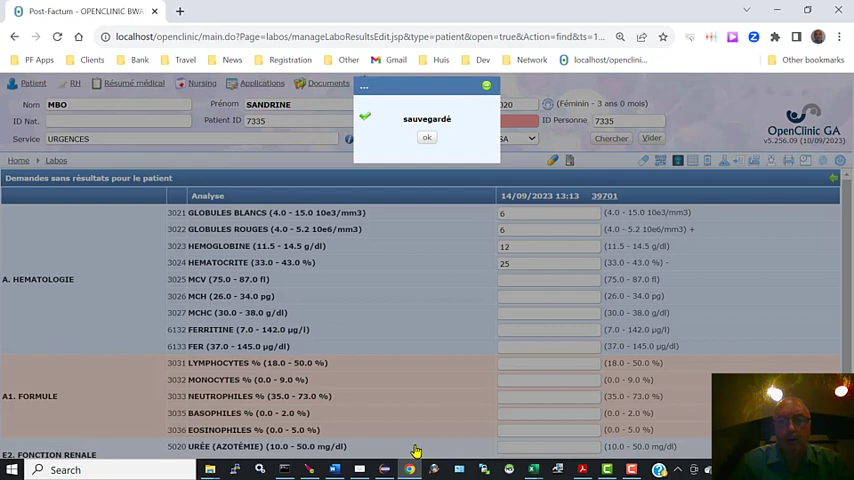 Post-Factum | OPENCLINIC BWA
localhost/openclinic/main.do?Page=labos/manageLaboResultsEdit.jsp&type=patient&open=true&Action=find&ts=1...
PF Apps Clients Bank Travel News Registration Other Gmail Huis Dev Network localhost/openclini... Other bookmarks
Patient RH Résumé médical Nursing Applications Documents
...
Nom MBO Prénom SANDRINE 020 (Féminin - 3 ans 0 mois)
ID Nat. Patient ID 7335 ID Personne 7335
Service URGENCES SA Chercher Vider
sauvegardé
ok
OpenClinic GA
v5.256.09 (10/09/2023)
Home Labos
Demandes sans résultats pour le patient
Analyse 14/09/2023 13:13 39701
A. HEMATOLOGIE
3021 GLOBULES BLANCS (4.0 - 15.0 10e3/mm3) 6 (4.0 - 15.0 10e3/mm3)
3022 GLOBULES ROUGES (4.0 - 5.2 10e6/mm3) 6 (4.0 - 5.2 10e6/mm3) +
3023 HEMOGLOBINE (11.5 - 14.5 g/dl) 12 (11.5 - 14.5 g/dl)
3024 HEMATOCRITE (33.0 - 43.0 %) 25 (33.0 - 43.0 %) -
3025 MCV (75.0 - 87.0 fl) (75.0 - 87.0 fl)
3026 MCH (26.0 - 34.0 pg) (26.0 - 34.0 pg)
3027 MCHC (30.0 - 38.0 g/dl) (30.0 - 38.0 g/dl)
6132 FERRITINE (7.0 - 142.0 µg/l) (7.0 - 142.0 µg/l)
6133 FER (37.0 - 145.0 µg/dl) (37.0 - 145.0 µg/dl)
A1. FORMULE
3031 LYMPHOCYTES % (18.0 - 50.0 %) (18.0 - 50.0 %)
3032 MONOCYTES % (0.0 - 9.0 %) (0.0 - 9.0 %)
3033 NEUTROPHILES % (35.0 - 73.0 %) (35.0 - 73.0 %)
3035 BASOPHILES % (0.0 - 2.0 %) (0.0 - 2.0 %)
3036 EOSINOPHILES % (0.0 - 5.0 %) (0.0 - 5.0 %)
E2. FONCTION RENALE
5020 URÉE (AZOTÉMIE) (10.0 - 50.0 mg/dl) (10.0 - 50.0 mg/dl)
Search